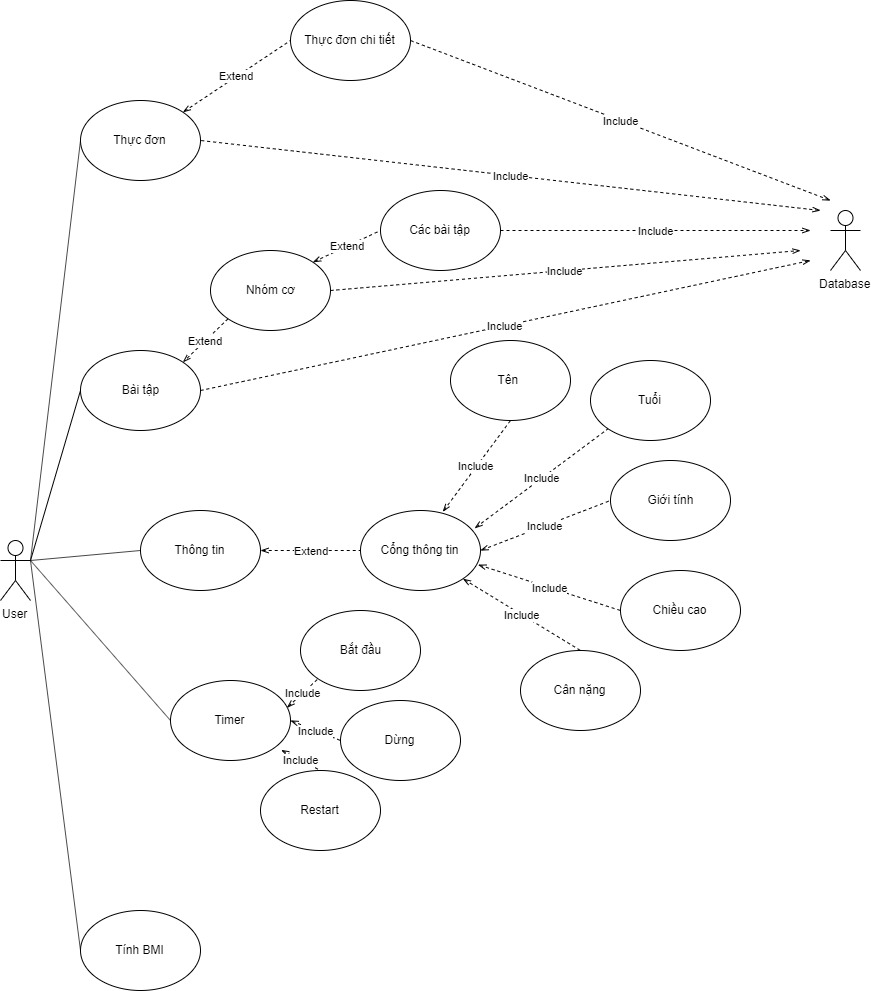 Thực đơn chi tiết
Extend
Include
Thực đơn
Include
Các bài tập
Extend
Include
Nhóm cơ
Include
Database
Extend
Include
Bài tập
Tên
Tuổi
Include
Include
Giới tính
Include
Thông tin
Extend
Cổng thông tin
Include
Chiều cao
User
Include
Bắt đầu
Cân nặng
Include
Timer
Include
Dừng
Include
Restart
Tính BMI